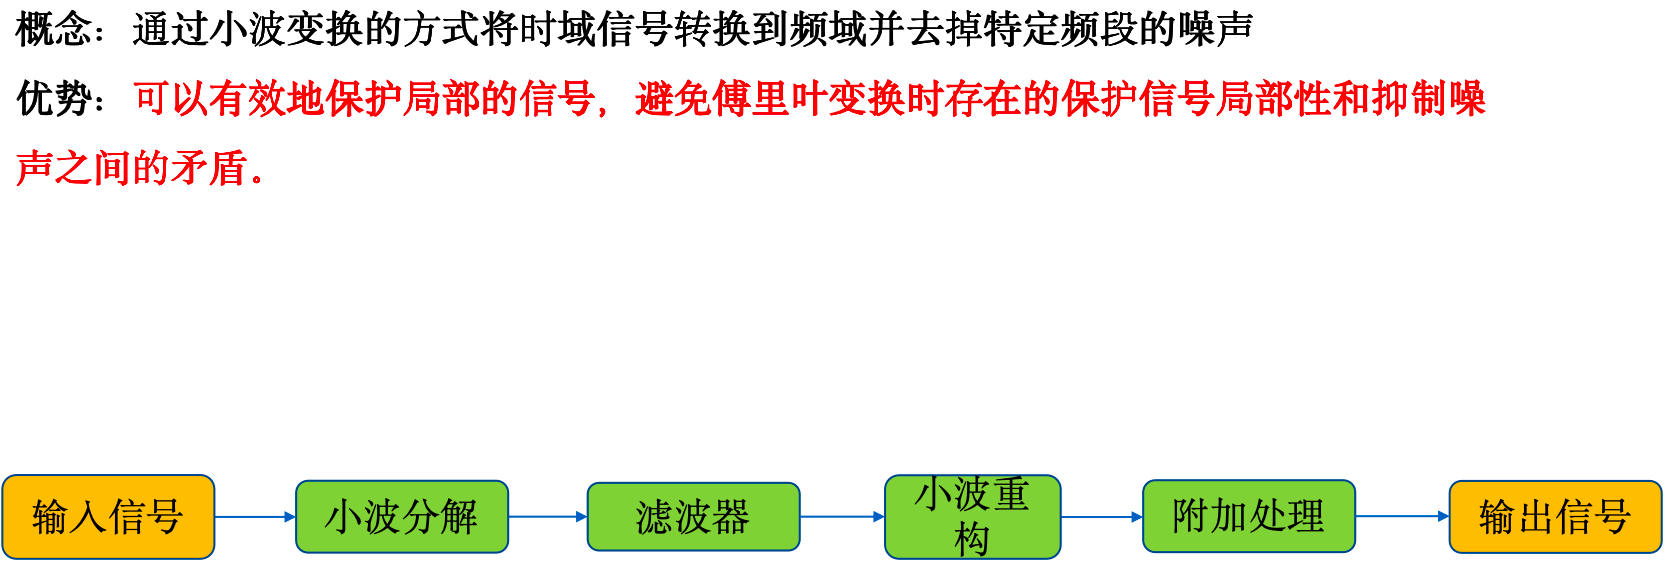 概念：通过小波变换的方式将时域信号转换到频域并去掉特定频段的噪声
优势：可以有效地保护局部的信号，避免傅里叶变换时存在的保护信号局部性和抑制噪
声之间的矛盾。
输入信号
小波分解
滤波器
小波重
构
附加处理
输出信号